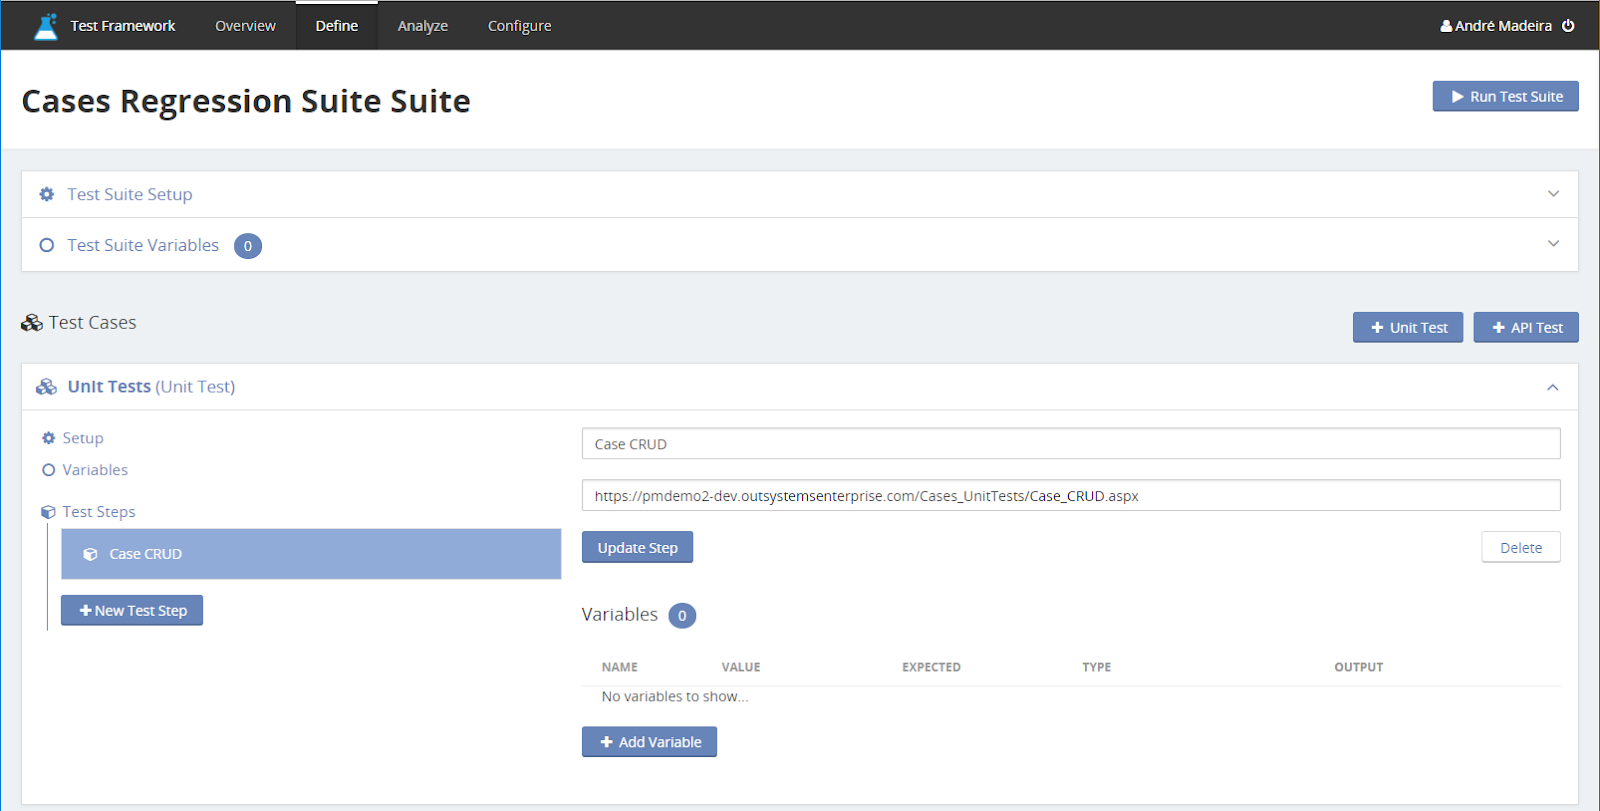 Test Framework Overview Define Analyze Configure André Madeira
Cases Regression Suite Suite
Run Test Suite
Test Suite Setup
Test Suite Variables 0
Test Cases
Unit Test API Test
UnIt Tests (Unit Test)
Setup
Variables
Test Steps
Case CRUD
New Test Step
Case CRUD
https://pmdemo2-dev.outsystemsenterprise.com/Cases_UnitTests/Case_CRUD.aspx
Update Step Delete
Variables 0
NAME VALUE EXPECTED TYPE OUTPUT
No variables to show...
Add Variable